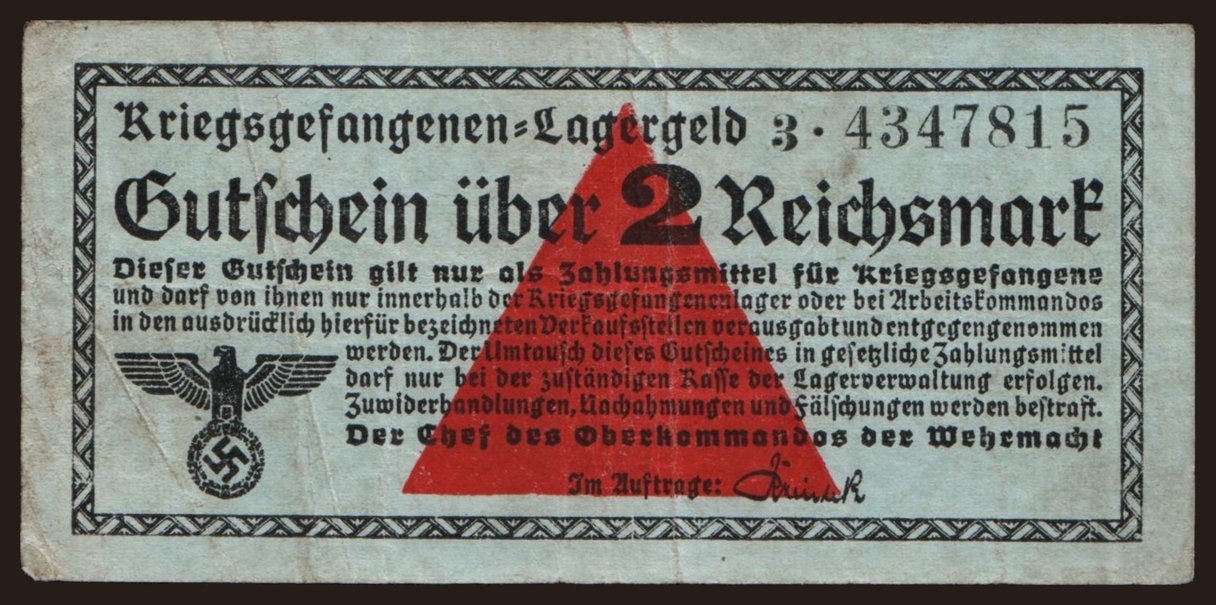 Kriegsgefangenen=Lagergeld 3 · 4347815
Gutschein über 2 Reichsmark
Dieser Gutschein gilt nur als Zahlungsmittel für Kriegsgefangene
und darf von ihnen nur innerhalb der Kriegsgefangenenlager oder bei Arbeitskommandos
in den ausdrücklich hierfür bezeichneten Verkaufsstellen verausgabt und entgegengenommen
werden. Der Umtausch dieses Gutscheines in gesetzliche Zahlungsmittel
darf nur bei der zuständigen Kasse der Lagerverwaltung erfolgen.
Zuwiderhandlungen, Nachahmungen und Fälschungen werden bestraft.
Der Chef des Oberkommandos der Wehrmacht
Im Auftrage: